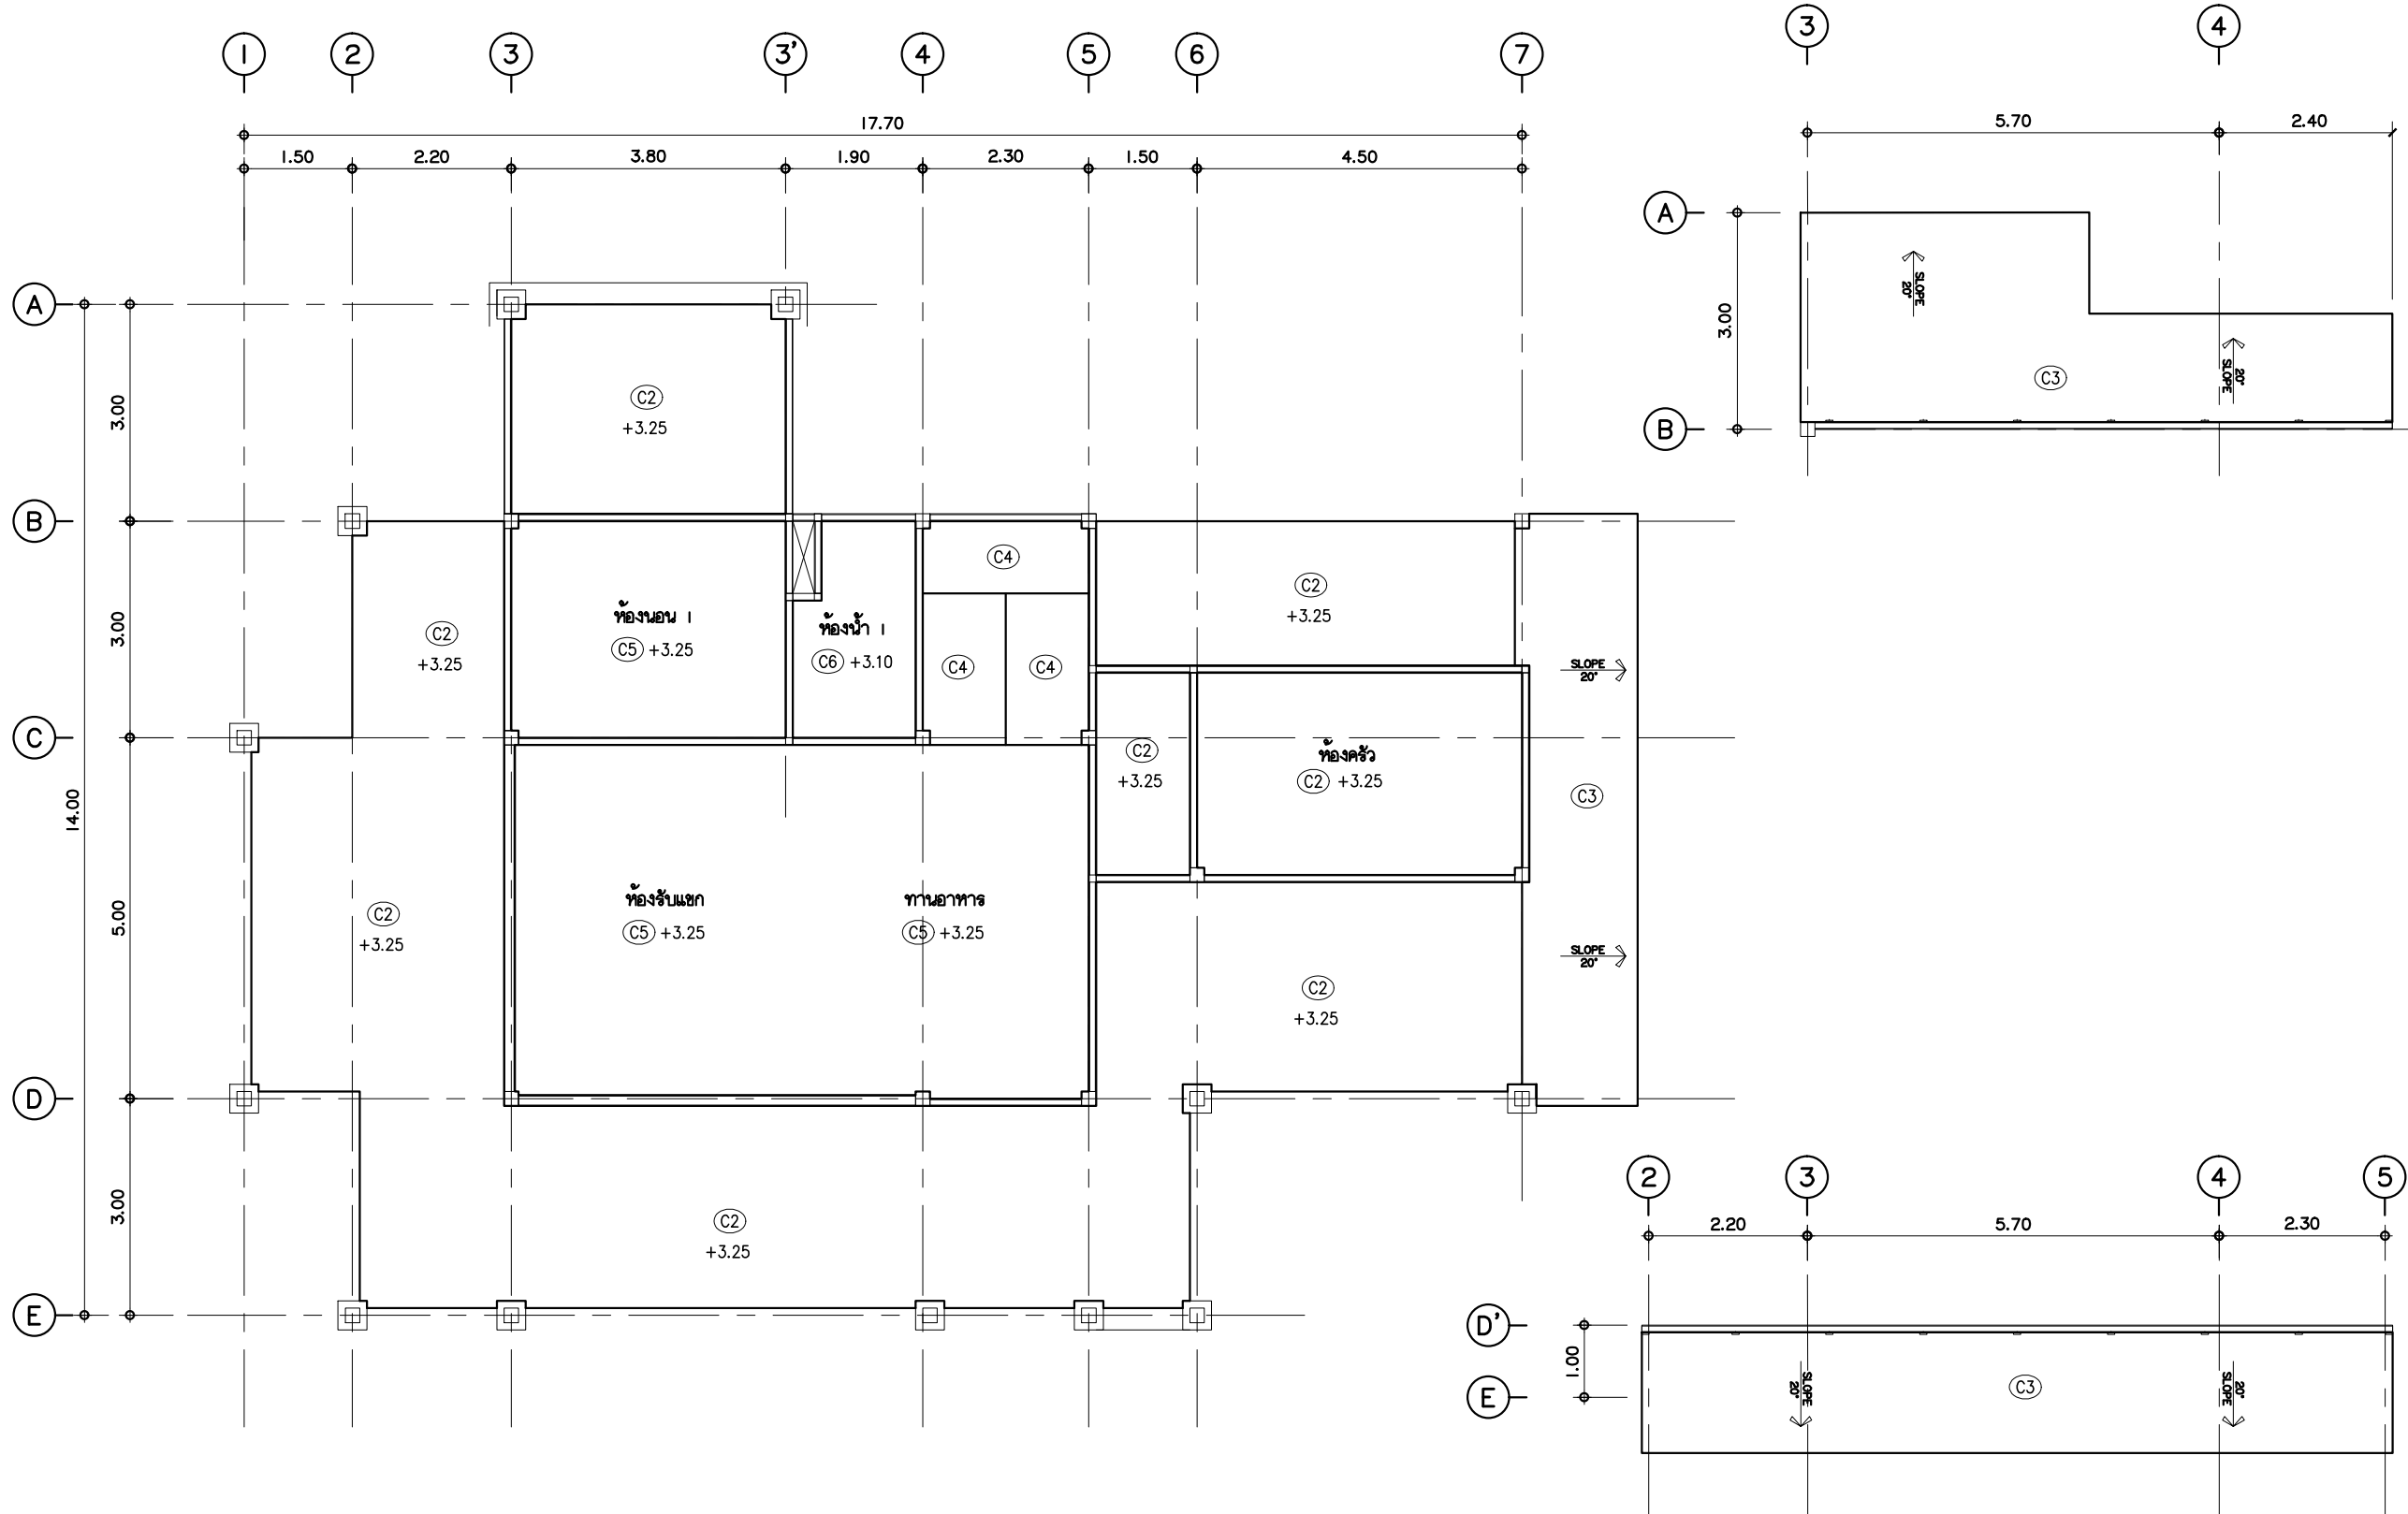 1 2 3 3' 4 5 6 7
17.70
1.50 2.20 3.80 1.90 2.30 1.50 4.50
A
B
C
D
E
3.00
3.00
5.00
3.00
14.00
C2
+3.25
C2
+3.25
ห้องนอน 1
C5 +3.25
ห้องน้ำ 1
C6 +3.10
C4
C4
C4
C2
+3.25
C2
+3.25
ห้องครัว
C2 +3.25
SLOPE
20°
C3
SLOPE
20°
C2
+3.25
ห้องรับแขก
C5 +3.25
ทานอาหาร
C5 +3.25
C2
+3.25
C2
+3.25
3 4
5.70 2.40
A
B
3.00
SLOPE
20°
SLOPE
20°
C3
2 3 4 5
2.20 5.70 2.30
D'
E
1.00
SLOPE
20°
C3
SLOPE
20°